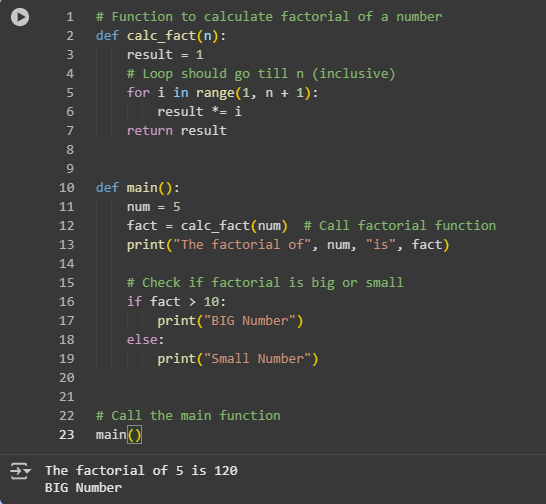 1 # Function to calculate factorial of a number
2 def calc_fact(n):
3     result = 1
4     # Loop should go till n (inclusive)
5     for i in range(1, n + 1):
6         result *= i
7     return result
8
9
10 def main():
11     num = 5
12     fact = calc_fact(num)  # Call factorial function
13     print("The factorial of", num, "is", fact)
14
15     # Check if factorial is big or small
16     if fact > 10:
17         print("BIG Number")
18     else:
19         print("Small Number")
20
21
22 # Call the main function
23 main()
The factorial of 5 is 120
BIG Number